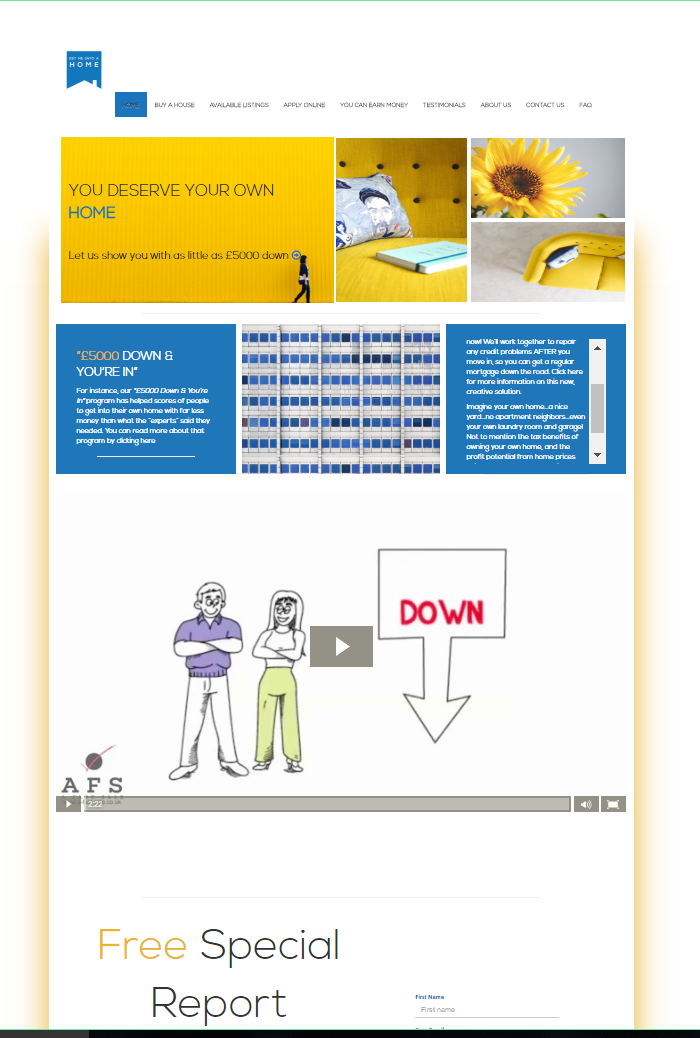 GET ME INTO A
HOME
HOME
BUY A HOUSE
AVAILABLE LISTINGS
APPLY ONLINE
YOU CAN EARN MONEY
TESTIMONIALS
ABOUT US
CONTACT US
FAQ
YOU DESERVE YOUR OWN
HOME
Let us show you with as little as £5000 down
"£5000 DOWN &
YOU'RE IN"
For instance, our "£5000 Down & You're
In" program has helped scores of people
to get into their own home with far less
money than what the "experts" said they
needed. You can read more about that
program by clicking here
now! We'll work together to repair
any credit problems AFTER you
move in, so you can get a regular
mortgage down the road. Click here
for more information on this new,
creative solution.
Imagine your own home...a nice
yard...no apartment neighbors...even
your own laundry room and garage!
Not to mention the tax benefits of
owning your own home, and the
profit potential from home prices
DOWN
AFS
2:22
Free Special
Report
First Name
First name